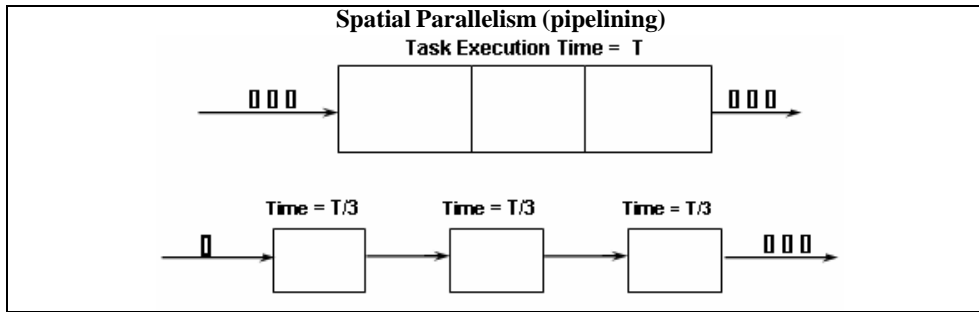 Spatial Parallelism (pipelining)
Task Execution Time = T
Time = T/3
Time = T/3
Time = T/3